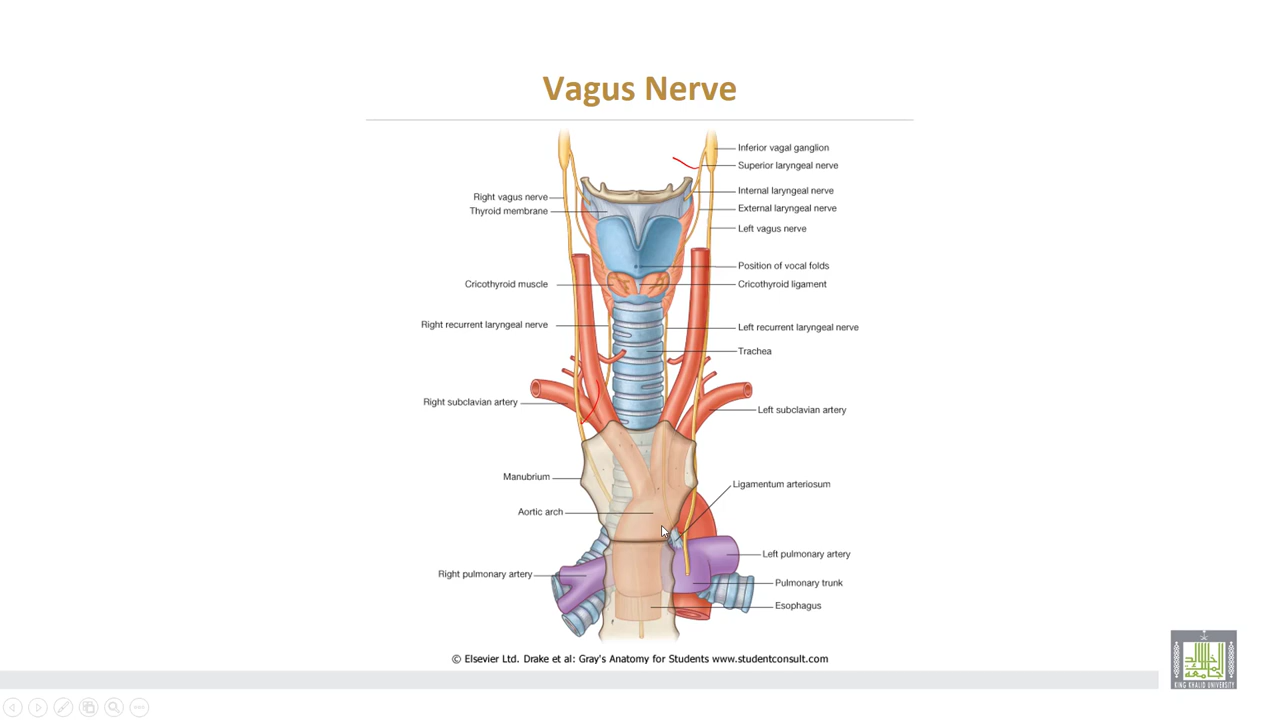 Vagus Nerve
Inferior vagal ganglion
Superior laryngeal nerve
Internal laryngeal nerve
Right vagus nerve
External laryngeal nerve
Thyroid membrane
Left vagus nerve
Position of vocal folds
Cricothyroid muscle
Cricothyroid ligament
Right recurrent laryngeal nerve
Left recurrent laryngeal nerve
Trachea
Right subclavian artery
Left subclavian artery
Manubrium
Ligamentum arteriosum
Aortic arch
Left pulmonary artery
Right pulmonary artery
Pulmonary trunk
Esophagus
© Elsevier Ltd. Drake et al: Gray's Anatomy for Students www.studentconsult.com
KING KHALID UNIVERSITY